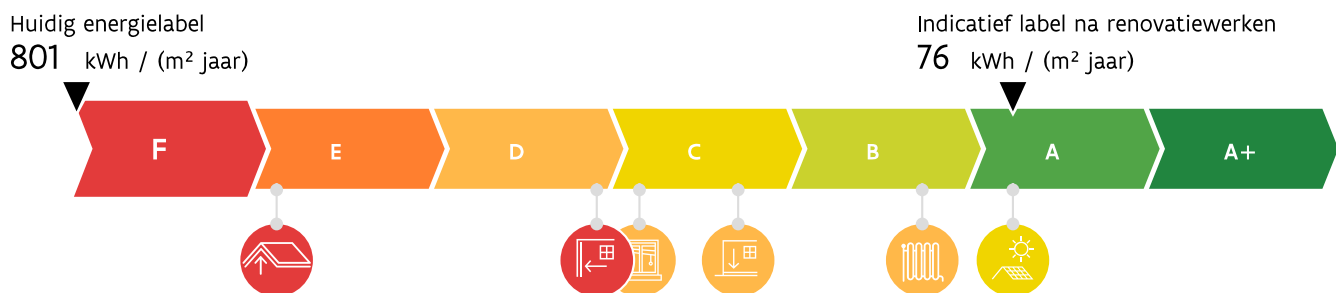 Huidig energielabel
801 kWh / (m² jaar)
Indicatief label na renovatiewerken
76 kWh / (m² jaar)
F E D C B A A+